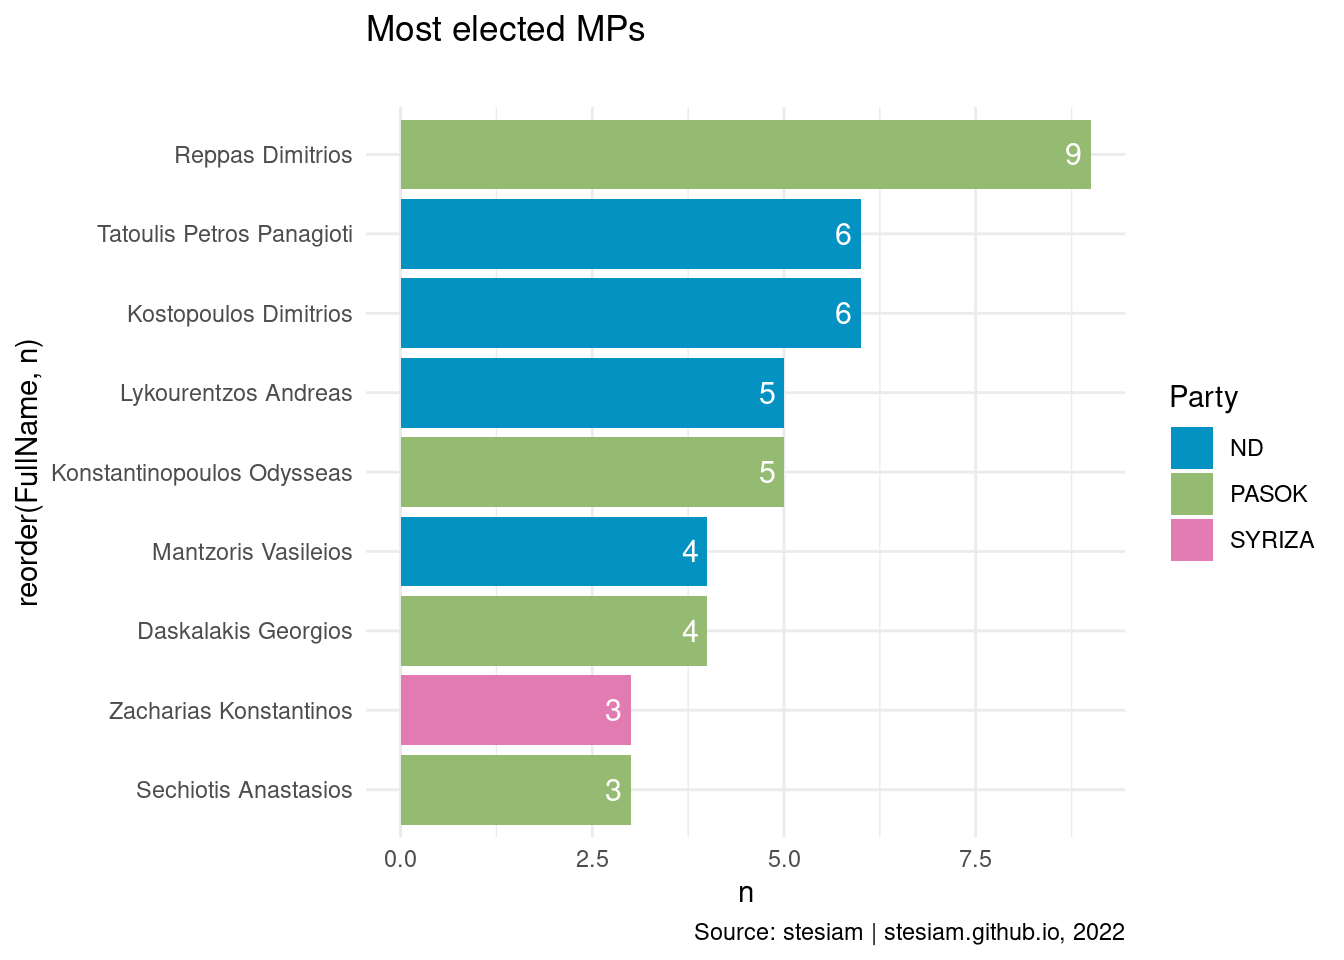 Most elected MPs
reorder(FullName, n)
Reppas Dimitrios 9
Tatoulis Petros Panagioti 6
Kostopoulos Dimitrios 6
Lykourentzos Andreas 5
Konstantinopoulos Odysseas 5
Mantzoris Vasileios 4
Daskalakis Georgios 4
Zacharias Konstantinos 3
Sechiotis Anastasios 3
0.0 2.5 5.0 7.5
n
Party
ND
PASOK
SYRIZA
Source: stesiam | stesiam.github.io, 2022